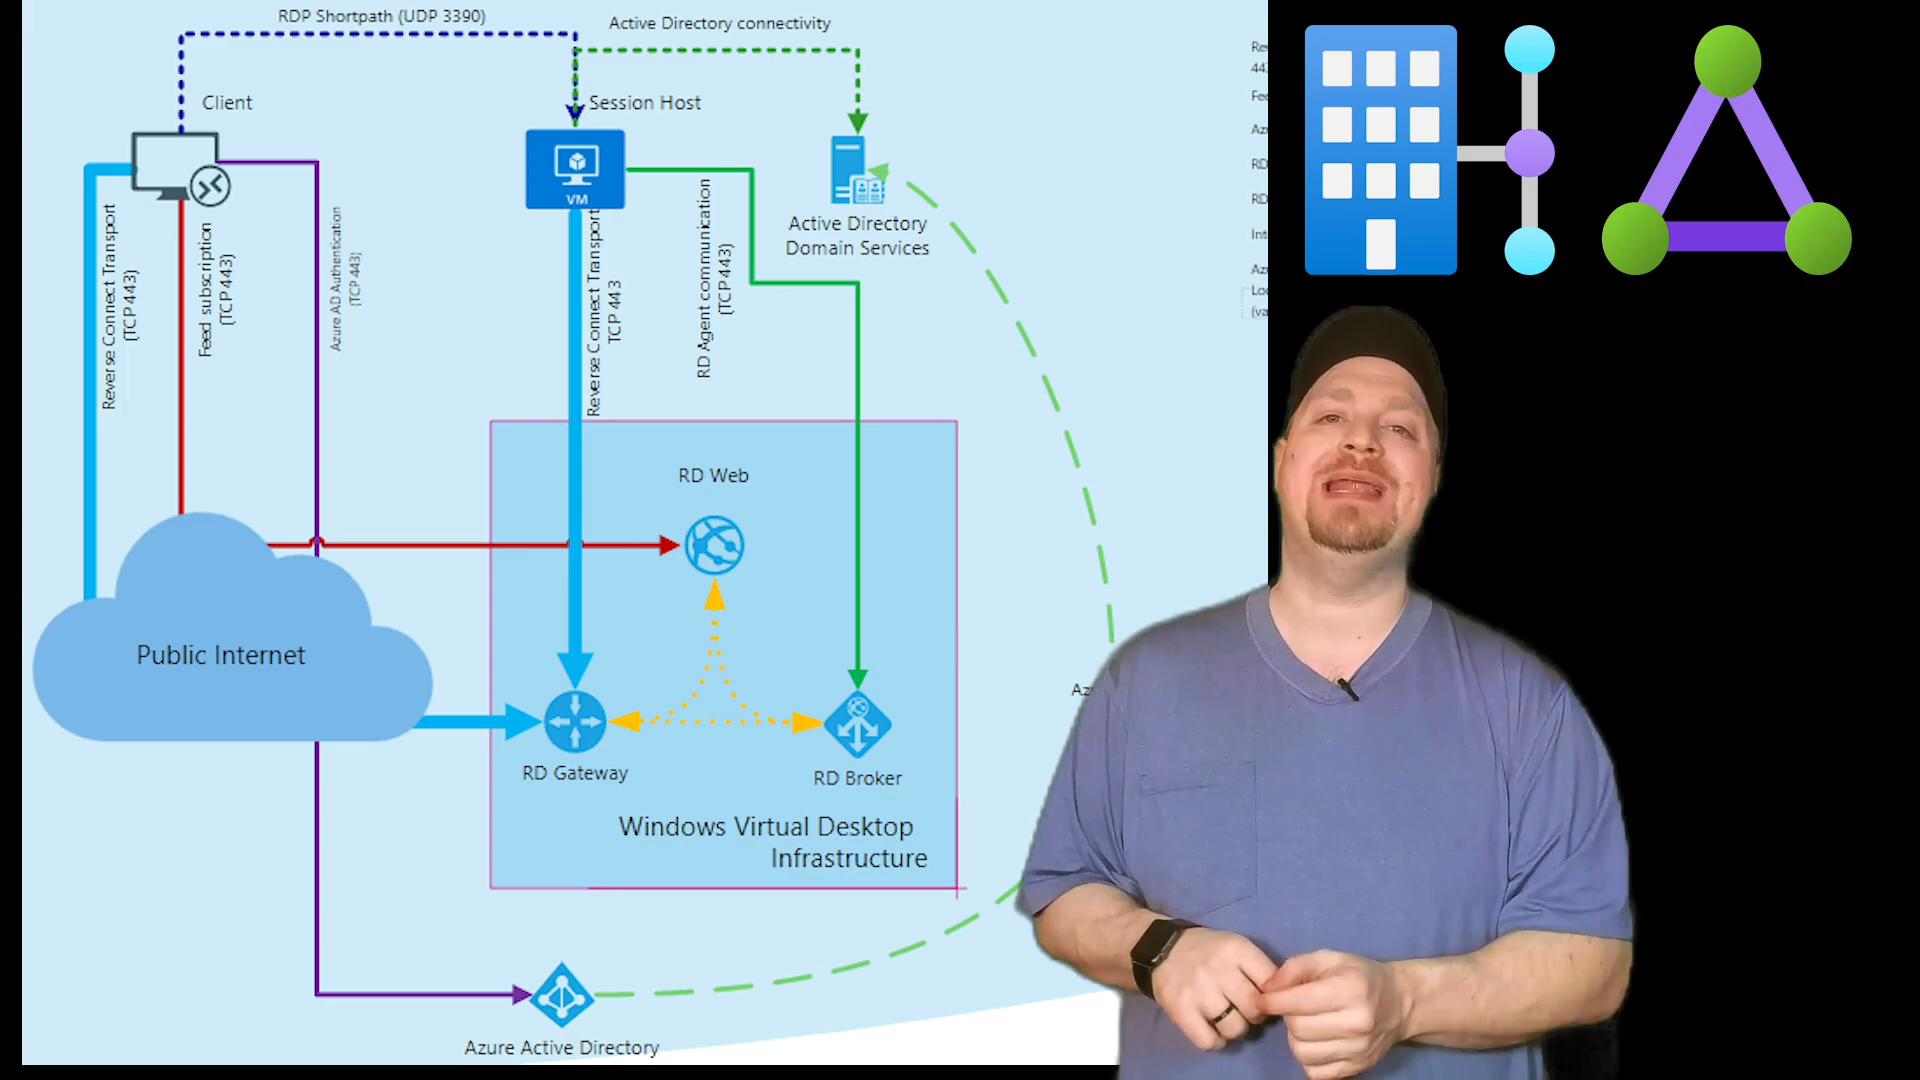 RDP Shortpath (UDP 3390)
Active Directory connectivity
Client
Session Host
VM
Reverse Connect Transport
(TCP 443)
Feed subscription
(TCP 443)
Azure AD Authentication
(TCP 443)
Reverse Connect Transport
TCP 443
RD Agent communication
(TCP 443)
Active Directory
Domain Services
RD Web
Public Internet
RD Gateway
RD Broker
Windows Virtual Desktop
Infrastructure
Azure Active Directory